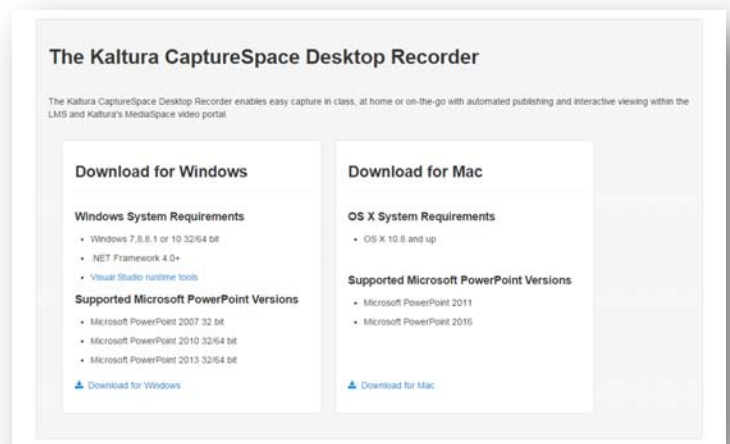 The Kaltura CaptureSpace Desktop Recorder
The Kaltura CaptureSpace Desktop Recorder enables easy capture in class, at home or on-the-go with automated publishing and interactive viewing within the
LMS and Kaltura's MediaSpace video portal.
Download for Windows
Windows System Requirements
• Windows 7,8,8.1 or 10 32/64 bit
• .NET Framework 4.0+
• Visual Studio runtime tools
Supported Microsoft PowerPoint Versions
• Microsoft PowerPoint 2007 32 bit
• Microsoft PowerPoint 2010 32/64 bit
• Microsoft PowerPoint 2013 32/64 bit
Download for Windows
Download for Mac
OS X System Requirements
• OS X 10.8 and up
Supported Microsoft PowerPoint Versions
• Microsoft PowerPoint 2011
• Microsoft PowerPoint 2016
Download for Mac